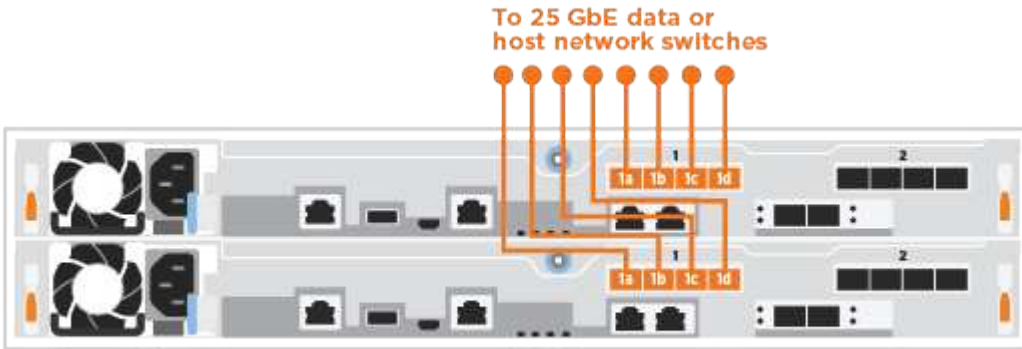 To 25 GbE data or
host network switches
1 2
1a 1b 1c 1d
1 2
1a 1b 1c 1d